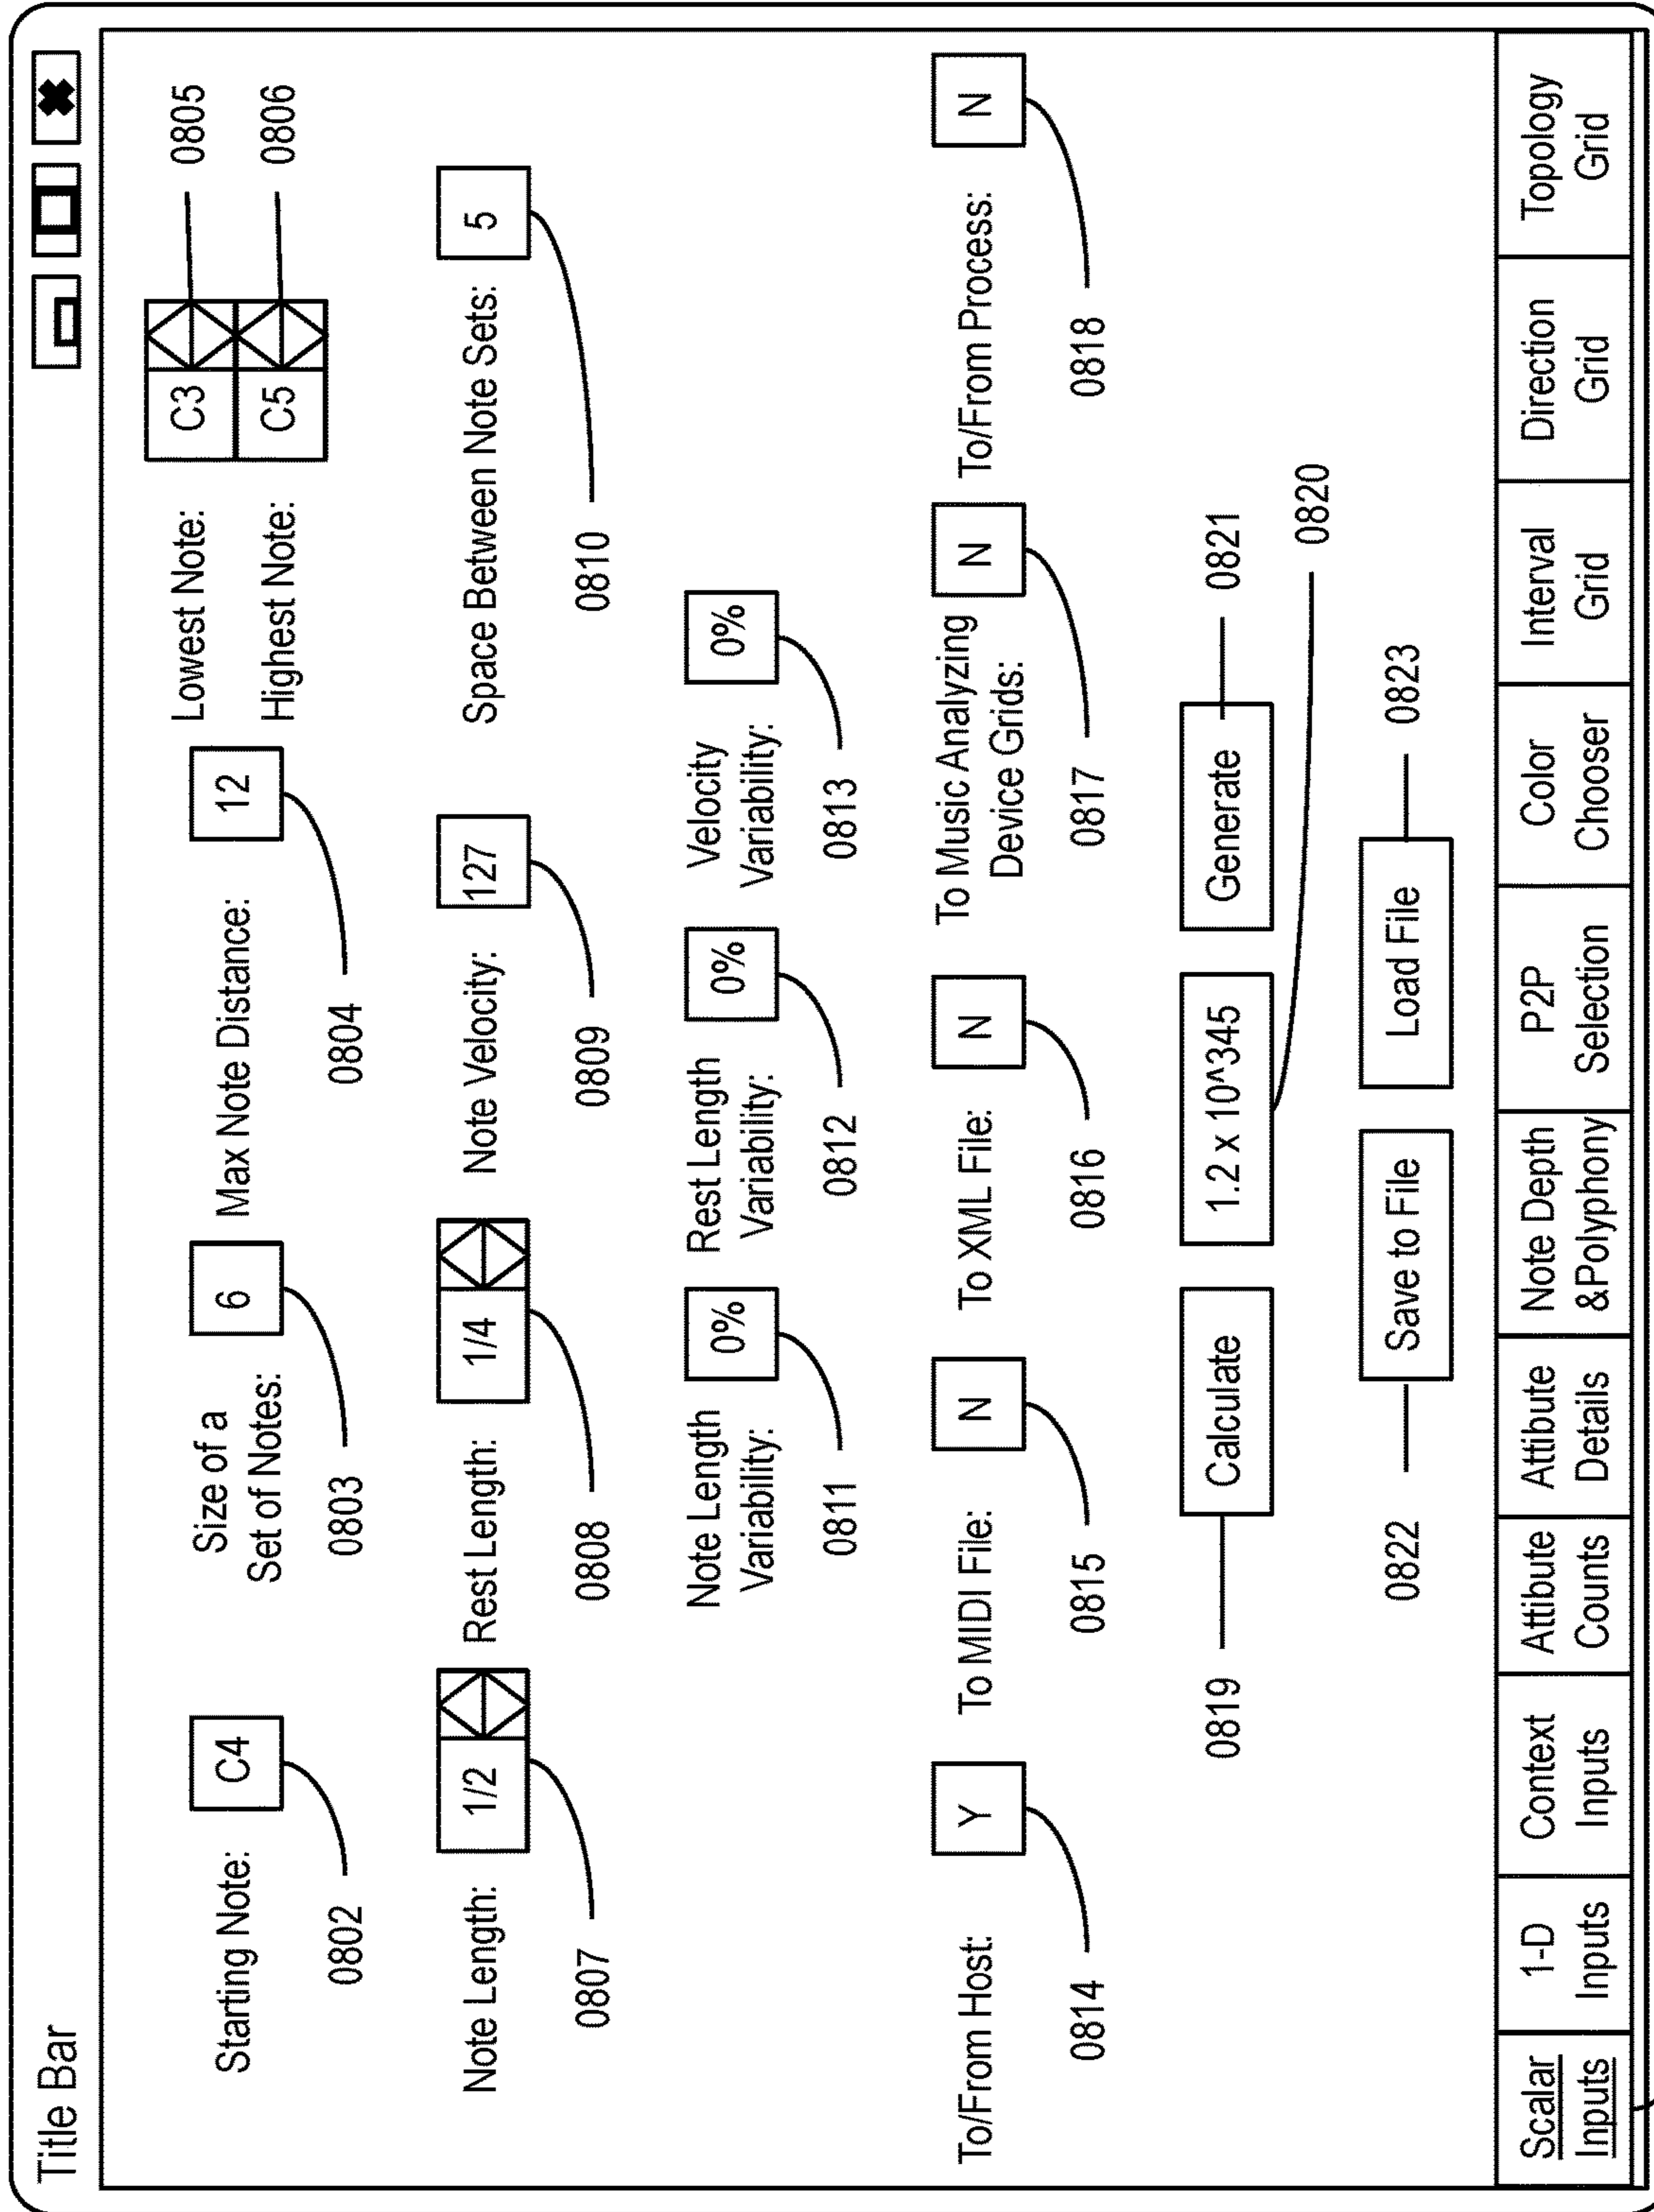 Title Bar
Starting Note:
C4
0802
Size of a
Set of Notes:
6
0803
Max Note Distance:
12
0804
Lowest Note:
C3
0805
Highest Note:
C5
0806
Note Length:
1/2
0807
Rest Length:
1/4
0808
Note Velocity:
127
0809
Space Between Note Sets:
5
0810
Note Length
Variability:
0%
0811
Rest Length
Variability:
0%
0812
Velocity
Variability:
0%
0813
To/From Host:
Y
0814
To MIDI File:
N
0815
To XML File:
N
0816
To Music Analyzing
Device Grids:
N
0817
To/From Process:
N
0818
0819
Calculate
1.2 x 10^345
0820
Generate
0821
0822
Save to File
Load File
0823
Scalar
Inputs
1-D
Inputs
Context
Inputs
Attibute
Counts
Attibute
Details
Note Depth
&Polyphony
P2P
Selection
Color
Chooser
Interval
Grid
Direction
Grid
Topology
Grid